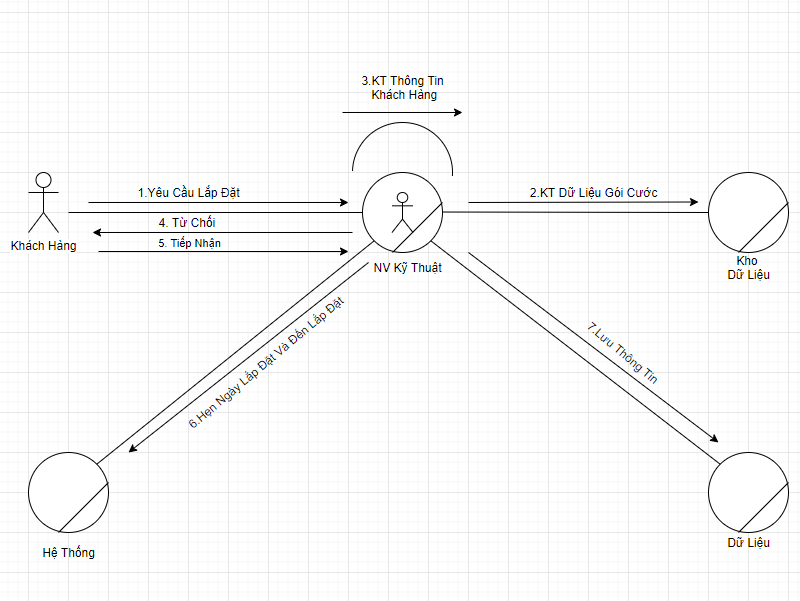 3.KT Thông Tin
Khách Hảng
1.Yêu Cầu Lắp Đặt
2.KT Dữ Liệu Gói Cước
4. Từ Chối
5. Tiếp Nhận
Khách Hảng
NV Kỹ Thuật
Kho
Dữ Liệu
6.Hẹn Ngày Lắp Đặt Và Đến Lắp Đặt
7.Lưu Thông Tin
Hệ Thống
Dữ Liệu